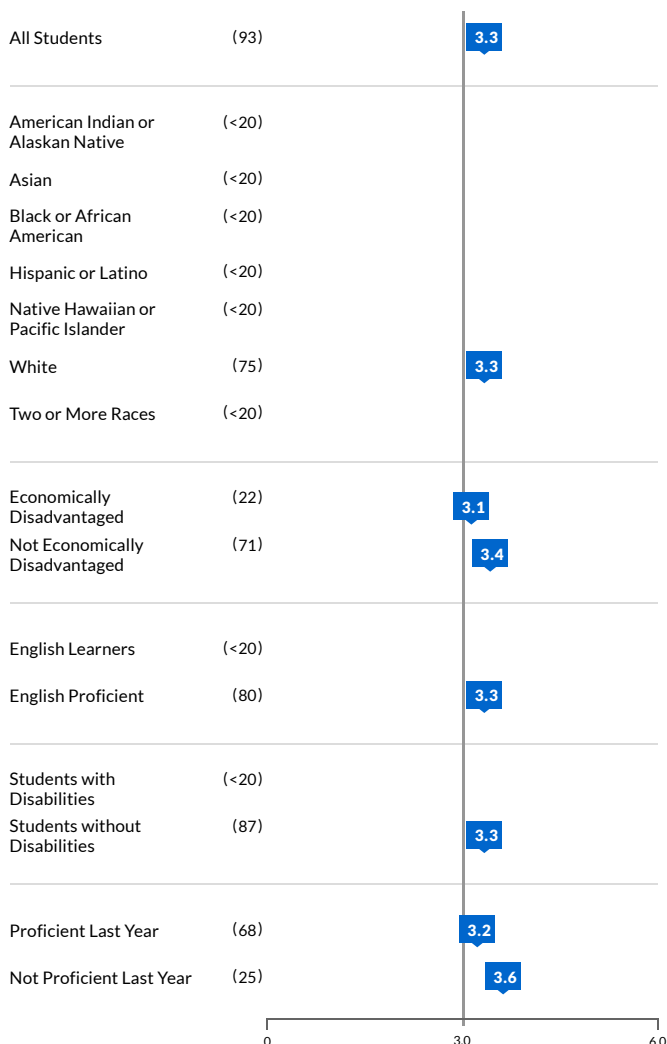 All Students (93) 3.3
American Indian or (<20)
Alaskan Native
Asian (<20)
Black or African (<20)
American
Hispanic or Latino (<20)
Native Hawaiian or (<20)
Pacific Islander
White (75) 3.3
Two or More Races (<20)
Economically (22) 3.1
Disadvantaged
Not Economically (71) 3.4
Disadvantaged
English Learners (<20)
English Proficient (80) 3.3
Students with (<20)
Disabilities
Students without (87) 3.3
Disabilities
Proficient Last Year (68) 3.2
Not Proficient Last Year (25) 3.6
0 3.0 6.0